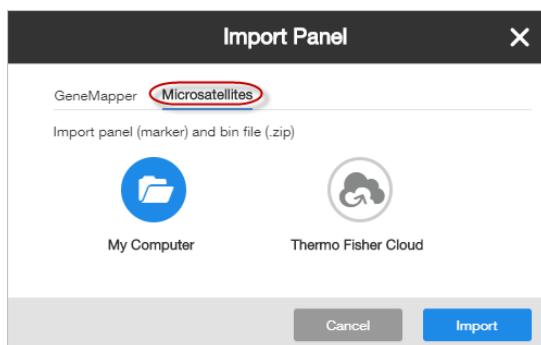 Import Panel
GeneMapper Microsatellites
Import panel (marker) and bin file (.zip)
My Computer Thermo Fisher Cloud
Cancel Import